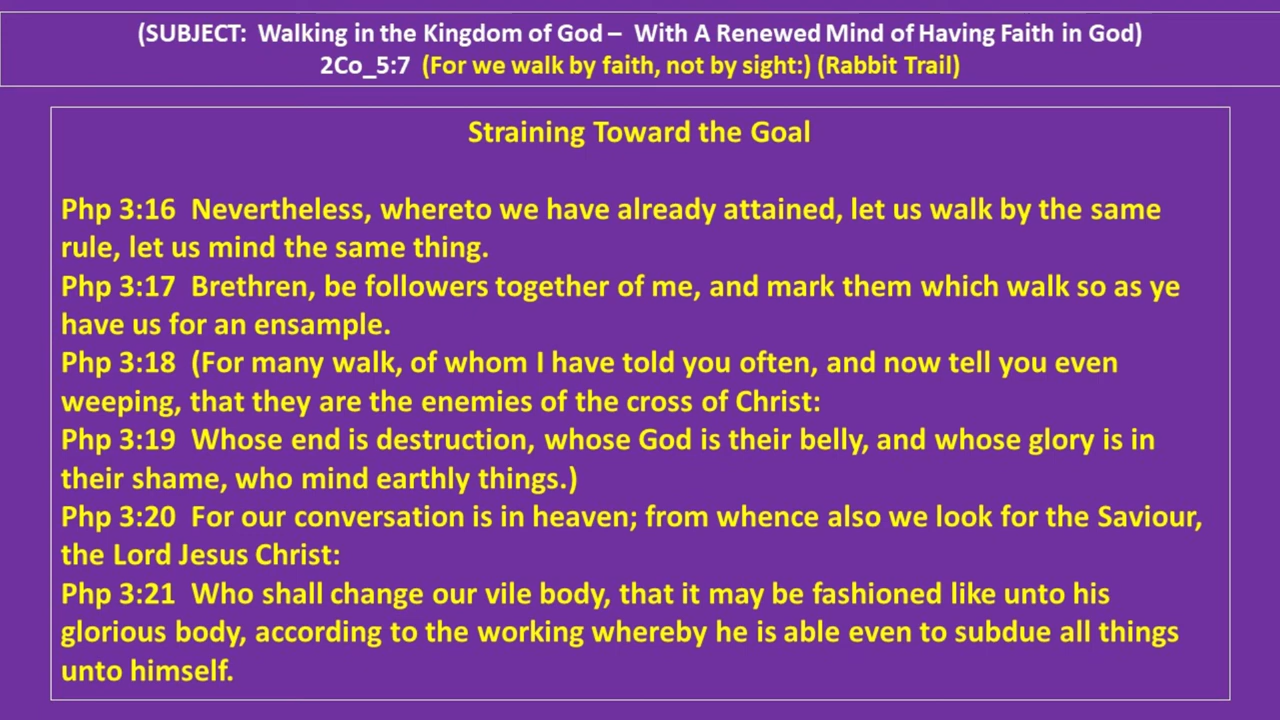 (SUBJECT:  Walking in the Kingdom of God –  With A Renewed Mind of Having Faith in God)
2Co_5:7  (For we walk by faith, not by sight:) (Rabbit Trail)
Straining Toward the Goal
Php 3:16  Nevertheless, whereto we have already attained, let us walk by the same
rule, let us mind the same thing.
Php 3:17  Brethren, be followers together of me, and mark them which walk so as ye
have us for an ensample.
Php 3:18  (For many walk, of whom I have told you often, and now tell you even
weeping, that they are the enemies of the cross of Christ:
Php 3:19  Whose end is destruction, whose God is their belly, and whose glory is in
their shame, who mind earthly things.)
Php 3:20  For our conversation is in heaven; from whence also we look for the Saviour,
the Lord Jesus Christ:
Php 3:21  Who shall change our vile body, that it may be fashioned like unto his
glorious body, according to the working whereby he is able even to subdue all things
unto himself.